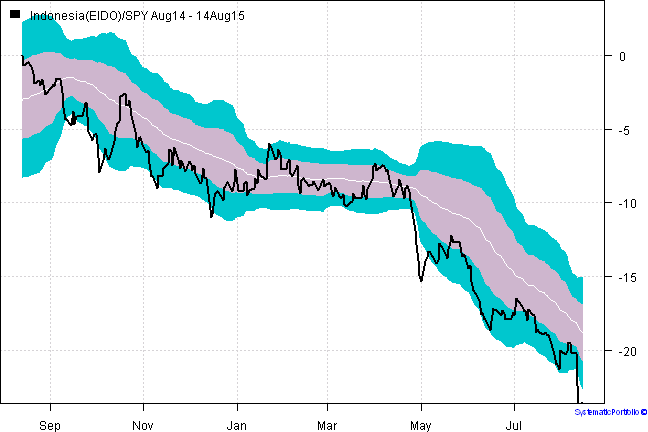 Indonesia(EIDO)/SPY Aug14 - 14Aug15
0
-5
-10
-15
-20
Sep Nov Jan Mar May Jul
SystematicPortfolio ©